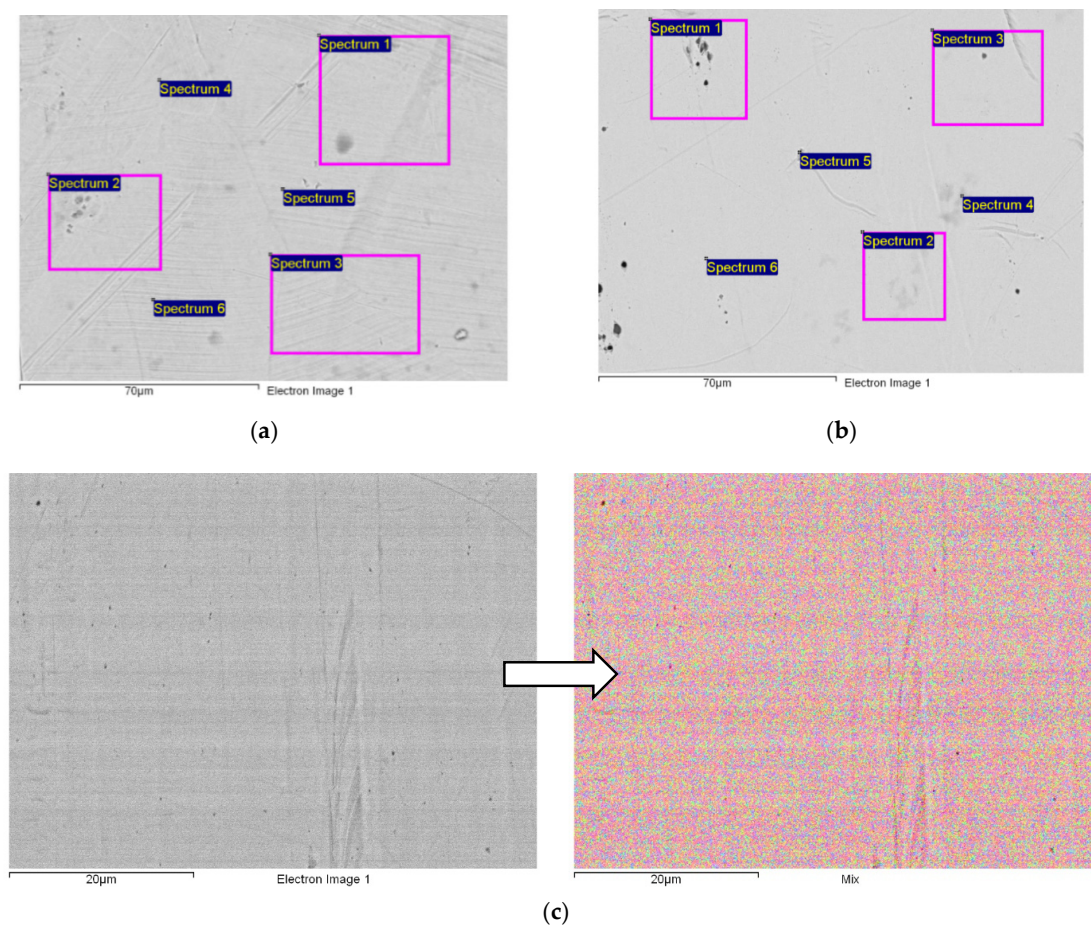 Spectrum 1
Spectrum 4
Spectrum 2
Spectrum 5
Spectrum 3
Spectrum 6
70µm Electron Image 1
(a)
Spectrum 1
Spectrum 3
Spectrum 5
Spectrum 4
Spectrum 2
Spectrum 6
70µm Electron Image 1
(b)
20µm Electron Image 1
20µm Mix
(c)